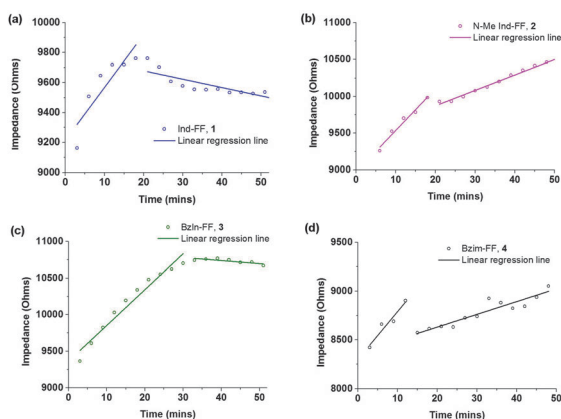 (a)
Impedance (Ohms)
10000
9800
9600
9400
9200
9000
0 10 20 30 40 50
Time (mins)
Ind-FF, 1
Linear regression line
(b)
Impedance (Ohms)
11000
10500
10000
9500
9000
0 10 20 30 40 50
Time (mins)
N-Me Ind-FF, 2
Linear regression line
(c)
Impedance (Ohms)
11000
10500
10000
9500
9000
0 10 20 30 40 50
Time (mins)
BzIn-FF, 3
Linear regression line
(d)
Impedance (Ohms)
9500
9000
8500
8000
0 10 20 30 40 50
Time (mins)
Bzim-FF, 4
Linear regression line